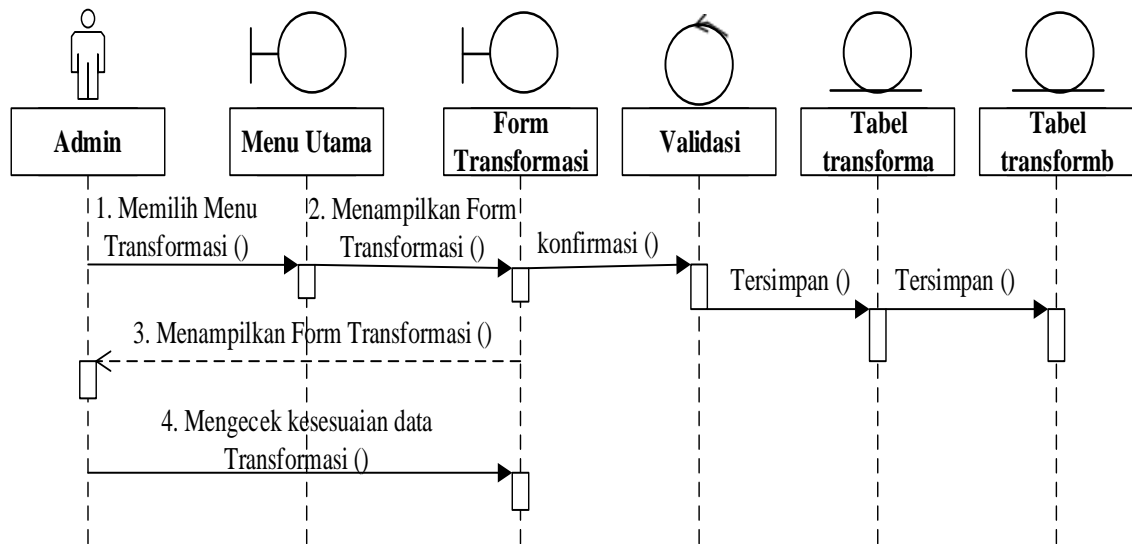 Admin
Menu Utama
Form
Transformasi
Validasi
Tabel
transforma
Tabel
transformb
1. Memilih Menu
Transformasi ()
2. Menampilkan Form
Transformasi ()
konfirmasi ()
Tersimpan ()
Tersimpan ()
3. Menampilkan Form Transformasi ()
4. Mengecek kesesuaian data
Transformasi ()